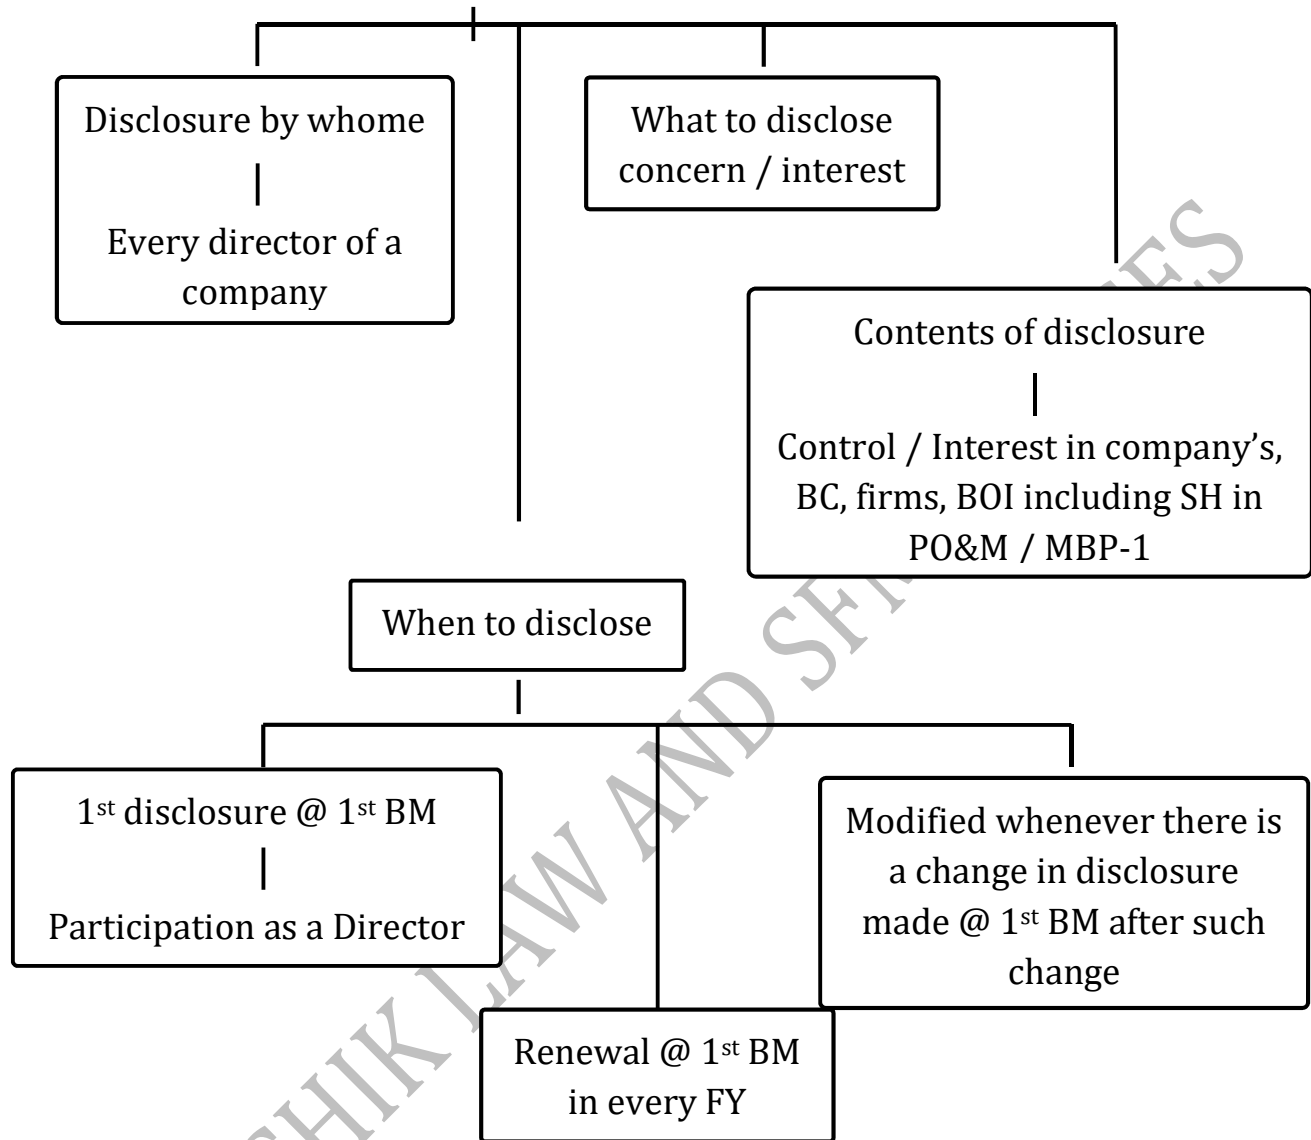 Disclosure by whome
Every director of a
company
What to disclose
concern / interest
Contents of disclosure
Control / Interest in company’s,
BC, firms, BOI including SH in
PO&M / MBP-1
When to disclose
1st disclosure @ 1st BM
Participation as a Director
Renewal @ 1st BM
in every FY
Modified whenever there is
a change in disclosure
made @ 1st BM after such
change
SHIK LAW AND